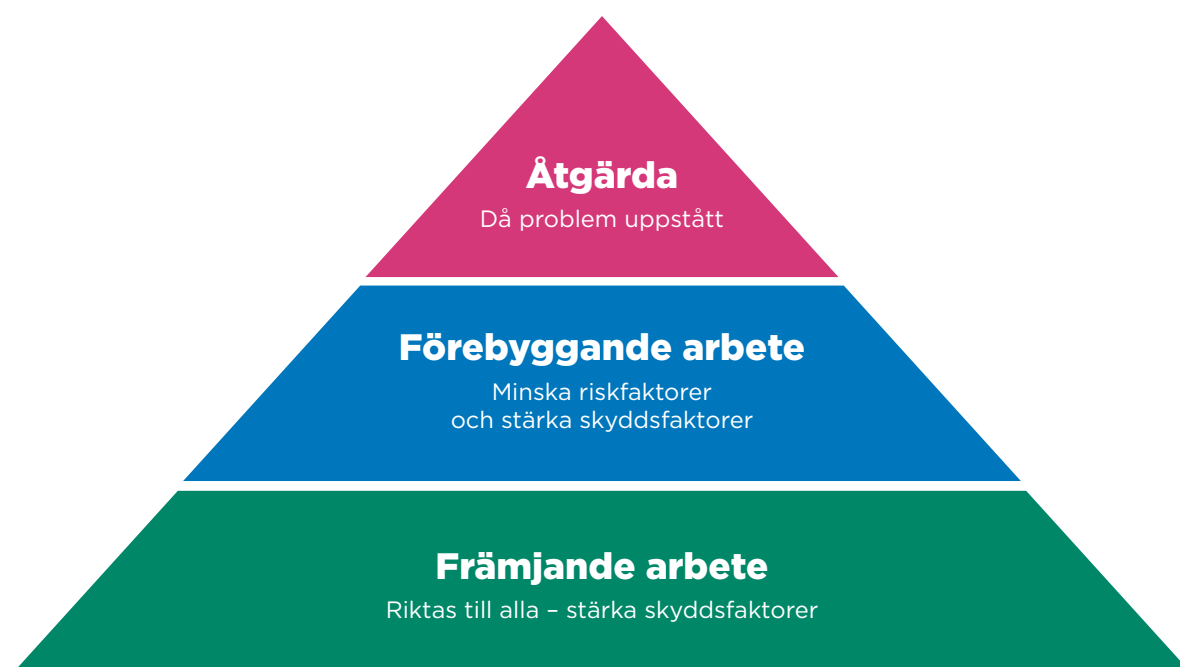 Åtgärda
Då problem uppstått
Förebyggande arbete
Minska riskfaktorer
och stärka skyddsfaktorer
Främjande arbete
Riktas till alla – stärka skyddsfaktorer